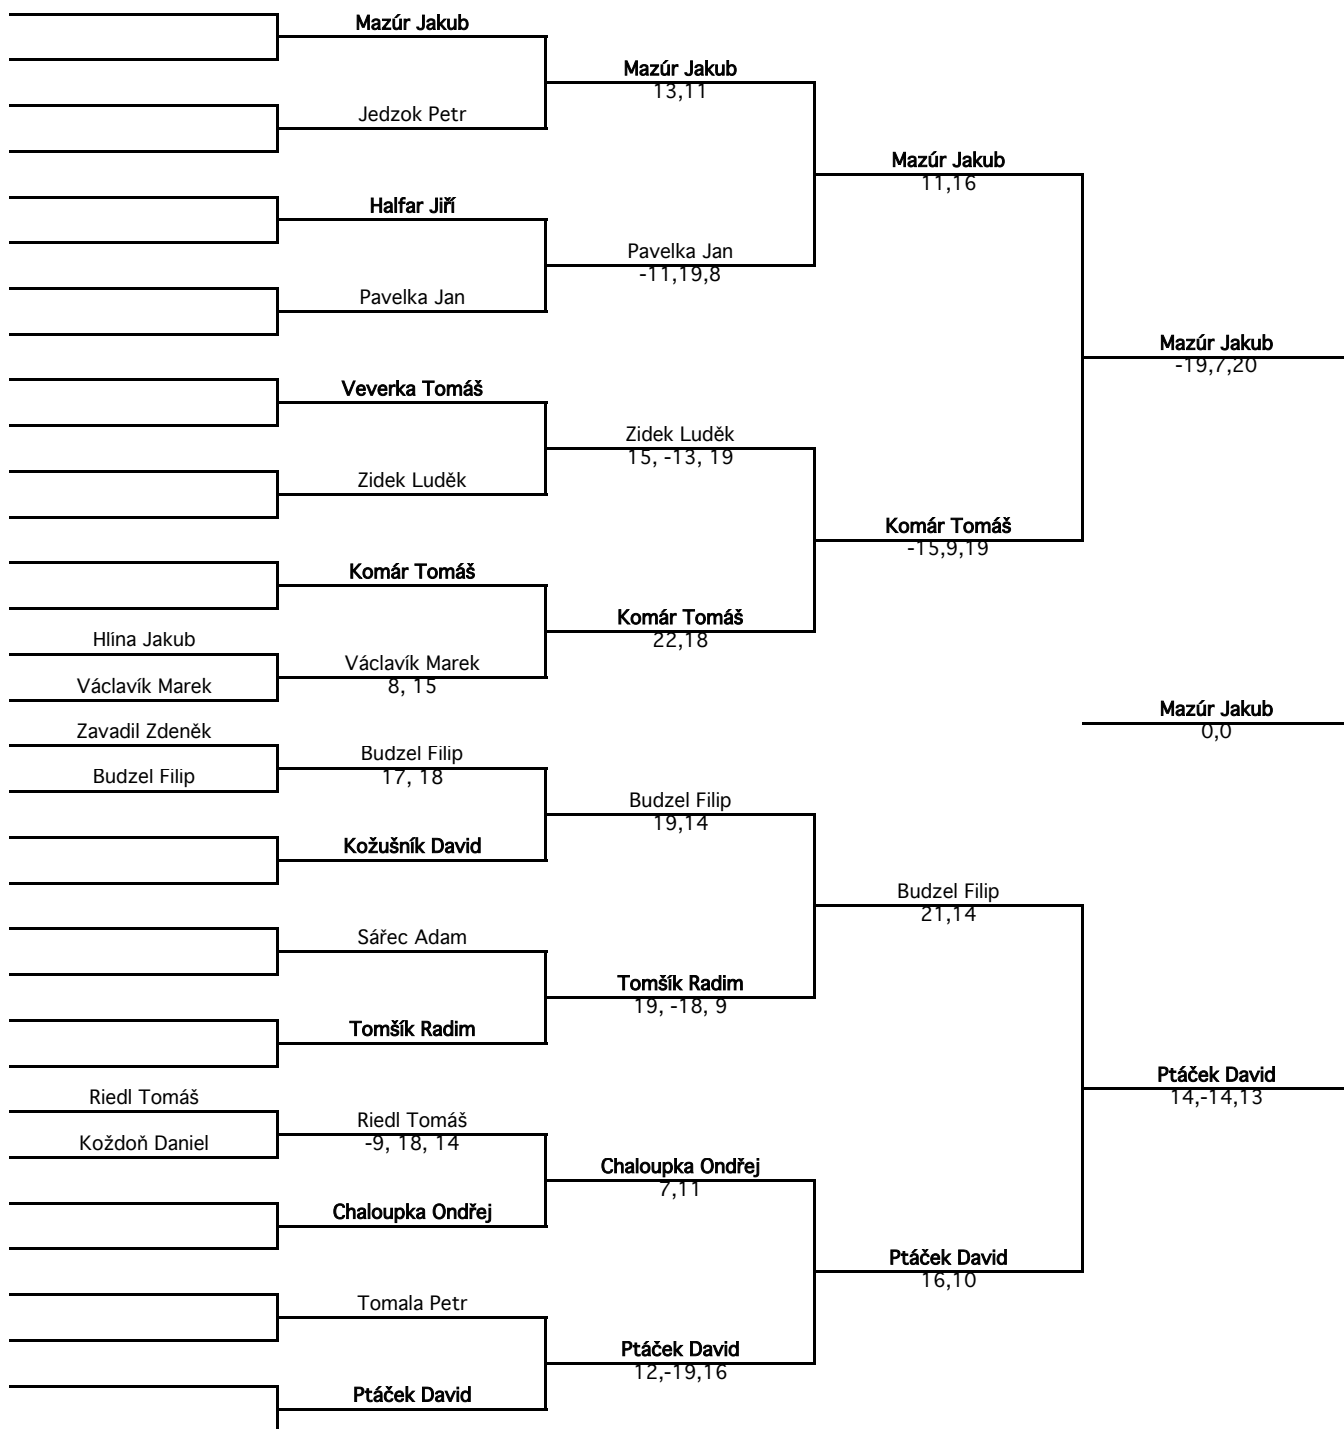 Mazúr Jakub
Mazúr Jakub
13,11
Jedzok Petr
Mazúr Jakub
11,16
Halfar Jiří
Pavelka Jan
-11,19,8
Pavelka Jan
Mazúr Jakub
-19,7,20
Veverka Tomáš
Zidek Luděk
15, -13, 19
Zidek Luděk
Komár Tomáš
-15,9,19
Komár Tomáš
Komár Tomáš
22,18
Hlína Jakub
Václavík Marek
8, 15
Václavík Marek
Mazúr Jakub
0,0
Zavadil Zdeněk
Budzel Filip
17, 18
Budzel Filip
Budzel Filip
19,14
Kožušník David
Budzel Filip
21,14
Sářec Adam
Tomšík Radim
19, -18, 9
Tomšík Radim
Ptáček David
14,-14,13
Riedl Tomáš
Riedl Tomáš
-9, 18, 14
Koždoň Daniel
Chaloupka Ondřej
7,11
Chaloupka Ondřej
Ptáček David
16,10
Tomala Petr
Ptáček David
12,-19,16
Ptáček David